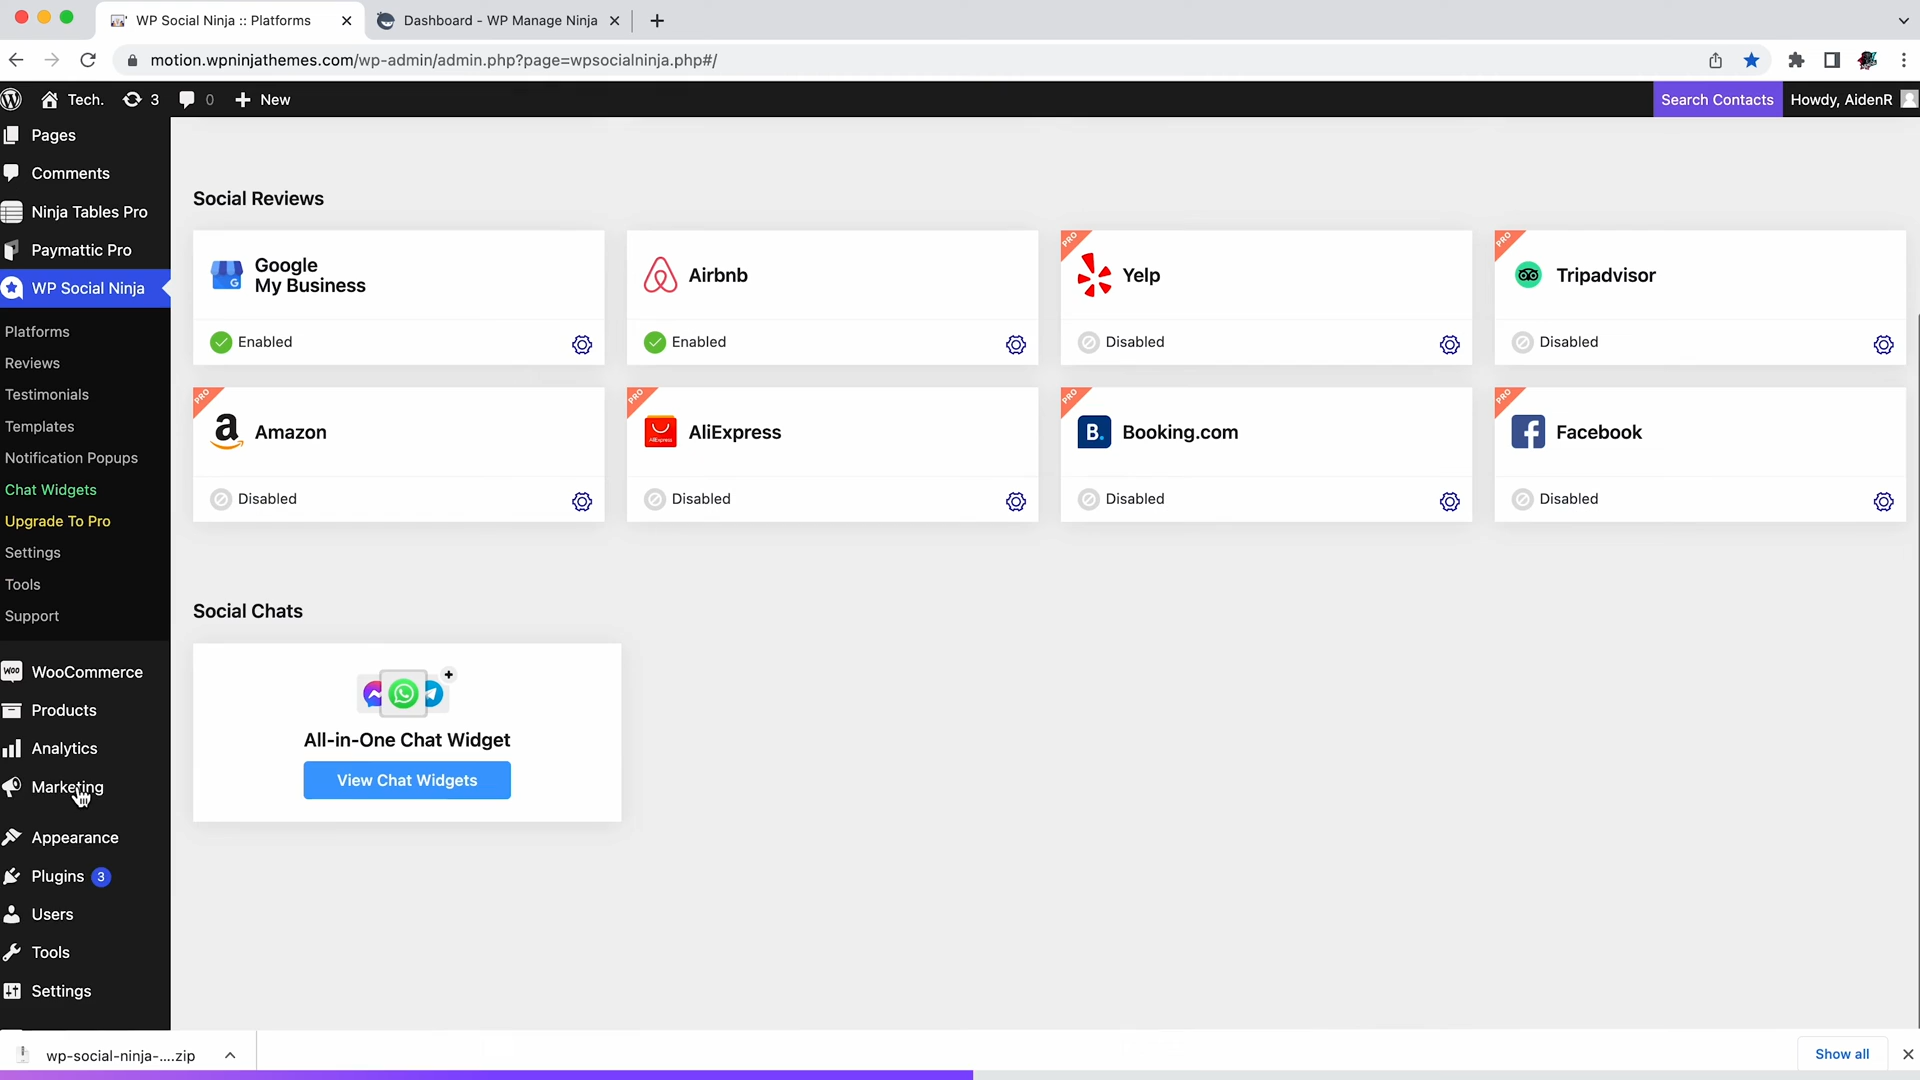 WP Social Ninja :: Platforms
Dashboard - WP Manage Ninja
motion.wpninjathemes.com/wp-admin/admin.php?page=wpsocialninja.php#/
Tech.
3
0
New
Search Contacts
Howdy, AidenR
Pages
Comments
Ninja Tables Pro
Paymattic Pro
WP Social Ninja
Platforms
Reviews
Testimonials
Templates
Notification Popups
Chat Widgets
Upgrade To Pro
Settings
Tools
Support
WooCommerce
Products
Analytics
Marketing
Appearance
Plugins 3
Users
Tools
Settings
Social Reviews
Google
My Business
Enabled
Airbnb
Enabled
PRO
Yelp
Disabled
PRO
Tripadvisor
Disabled
PRO
Amazon
Disabled
PRO
AliExpress
Disabled
PRO
B.
Booking.com
Disabled
PRO
Facebook
Disabled
Social Chats
All-in-One Chat Widget
View Chat Widgets
wp-social-ninja-....zip
Show all